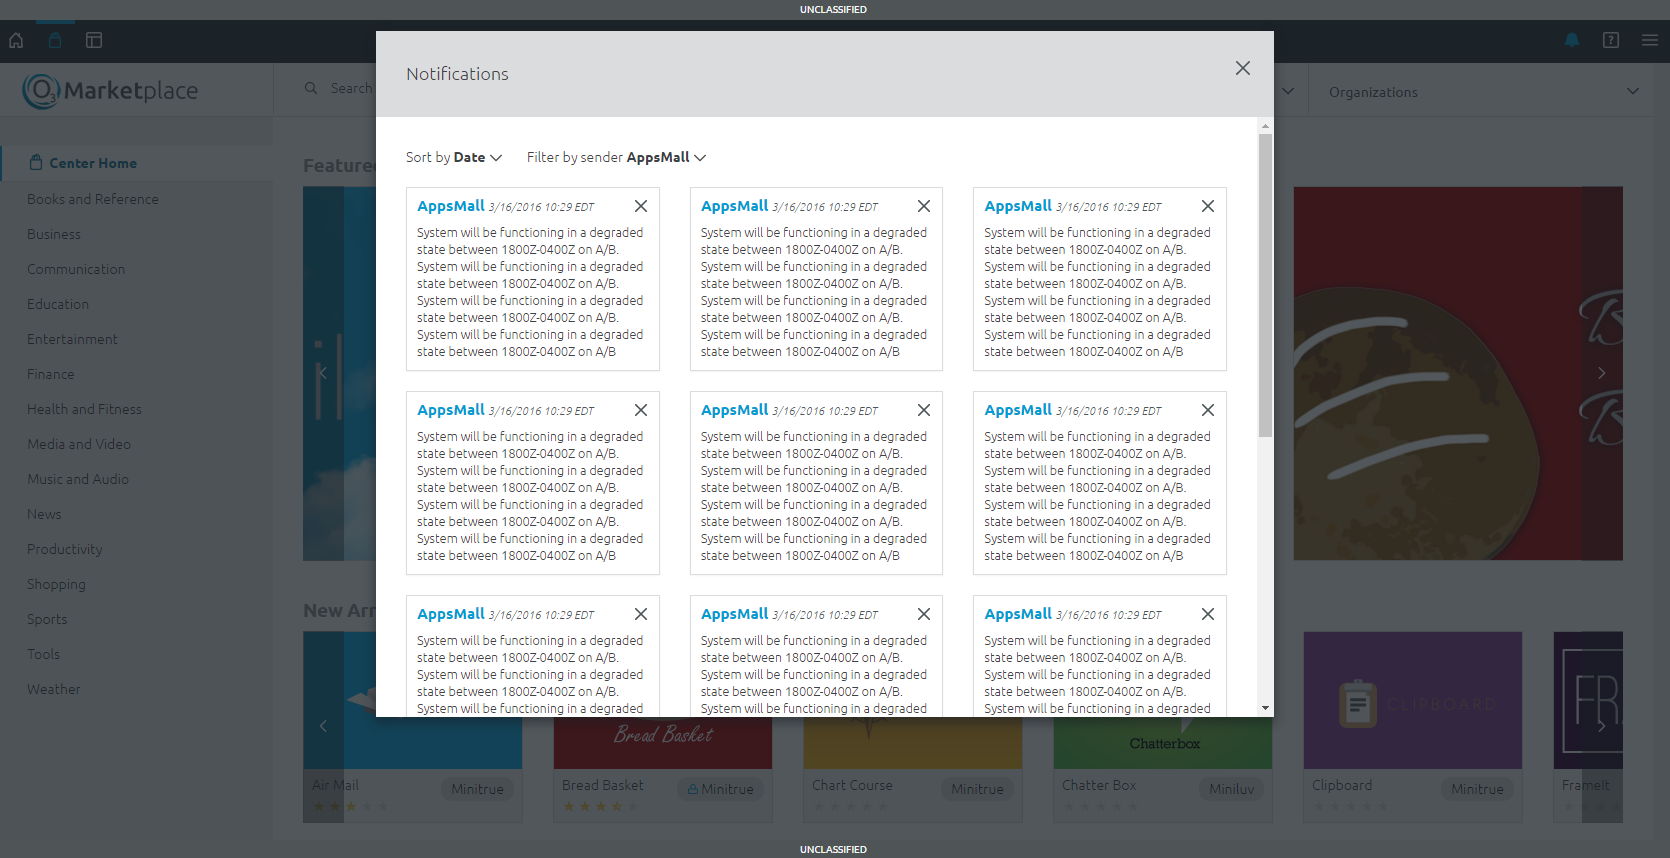 UNCLASSIFIED
O3 Marketplace
Search
Organizations
Center Home
Books and Reference
Business
Communication
Education
Entertainment
Finance
Health and Fitness
Media and Video
Music and Audio
News
Productivity
Shopping
Sports
Tools
Weather
Notifications
Sort by Date
Filter by sender AppsMall
AppsMall 3/16/2016 10:29 EDT
System will be functioning in a degraded
state between 1800Z-0400Z on A/B.
System will be functioning in a degraded
state between 1800Z-0400Z on A/B.
System will be functioning in a degraded
state between 1800Z-0400Z on A/B.
System will be functioning in a degraded
state between 1800Z-0400Z on A/B
AppsMall 3/16/2016 10:29 EDT
System will be functioning in a degraded
state between 1800Z-0400Z on A/B.
System will be functioning in a degraded
state between 1800Z-0400Z on A/B.
System will be functioning in a degraded
state between 1800Z-0400Z on A/B.
System will be functioning in a degraded
state between 1800Z-0400Z on A/B
AppsMall 3/16/2016 10:29 EDT
System will be functioning in a degraded
state between 1800Z-0400Z on A/B.
System will be functioning in a degraded
state between 1800Z-0400Z on A/B.
System will be functioning in a degraded
state between 1800Z-0400Z on A/B.
System will be functioning in a degraded
state between 1800Z-0400Z on A/B
AppsMall 3/16/2016 10:29 EDT
System will be functioning in a degraded
state between 1800Z-0400Z on A/B.
System will be functioning in a degraded
state between 1800Z-0400Z on A/B.
System will be functioning in a degraded
state between 1800Z-0400Z on A/B.
System will be functioning in a degraded
state between 1800Z-0400Z on A/B
AppsMall 3/16/2016 10:29 EDT
System will be functioning in a degraded
state between 1800Z-0400Z on A/B.
System will be functioning in a degraded
state between 1800Z-0400Z on A/B.
System will be functioning in a degraded
state between 1800Z-0400Z on A/B.
System will be functioning in a degraded
state between 1800Z-0400Z on A/B
AppsMall 3/16/2016 10:29 EDT
System will be functioning in a degraded
state between 1800Z-0400Z on A/B.
System will be functioning in a degraded
state between 1800Z-0400Z on A/B.
System will be functioning in a degraded
state between 1800Z-0400Z on A/B.
System will be functioning in a degraded
state between 1800Z-0400Z on A/B
AppsMall 3/16/2016 10:29 EDT
System will be functioning in a degraded
state between 1800Z-0400Z on A/B.
System will be functioning in a degraded
state between 1800Z-0400Z on A/B.
System will be functioning in a degraded
AppsMall 3/16/2016 10:29 EDT
System will be functioning in a degraded
state between 1800Z-0400Z on A/B.
System will be functioning in a degraded
state between 1800Z-0400Z on A/B.
System will be functioning in a degraded
AppsMall 3/16/2016 10:29 EDT
System will be functioning in a degraded
state between 1800Z-0400Z on A/B.
System will be functioning in a degraded
state between 1800Z-0400Z on A/B.
System will be functioning in a degraded
Featured
New Arr
Bread Basket
Chatterbox
CLIPBOARD
FRA
Air Mail
Minitrue
Bread Basket
Minitrue
Chart Course
Minitrue
Chatter Box
Miniluv
Clipboard
Minitrue
FrameIt
UNCLASSIFIED